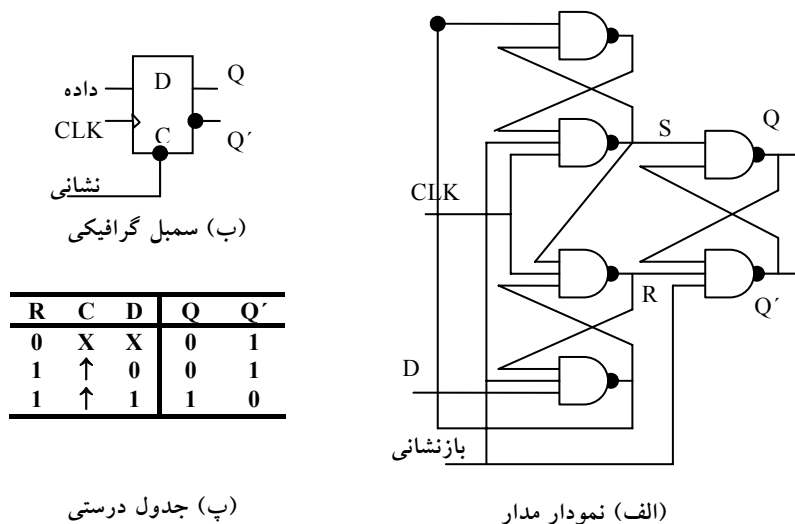 داده
D
Q
CLK
C
Q´
نشانی
(ب) سمبل گرافیکی
R C D Q Q´
0 X X 0 1
1 ↑ 0 0 1
1 ↑ 1 1 0
(پ) جدول درستی
S
Q
CLK
R
Q´
D
بازنشانی
(الف) نمودار مدار